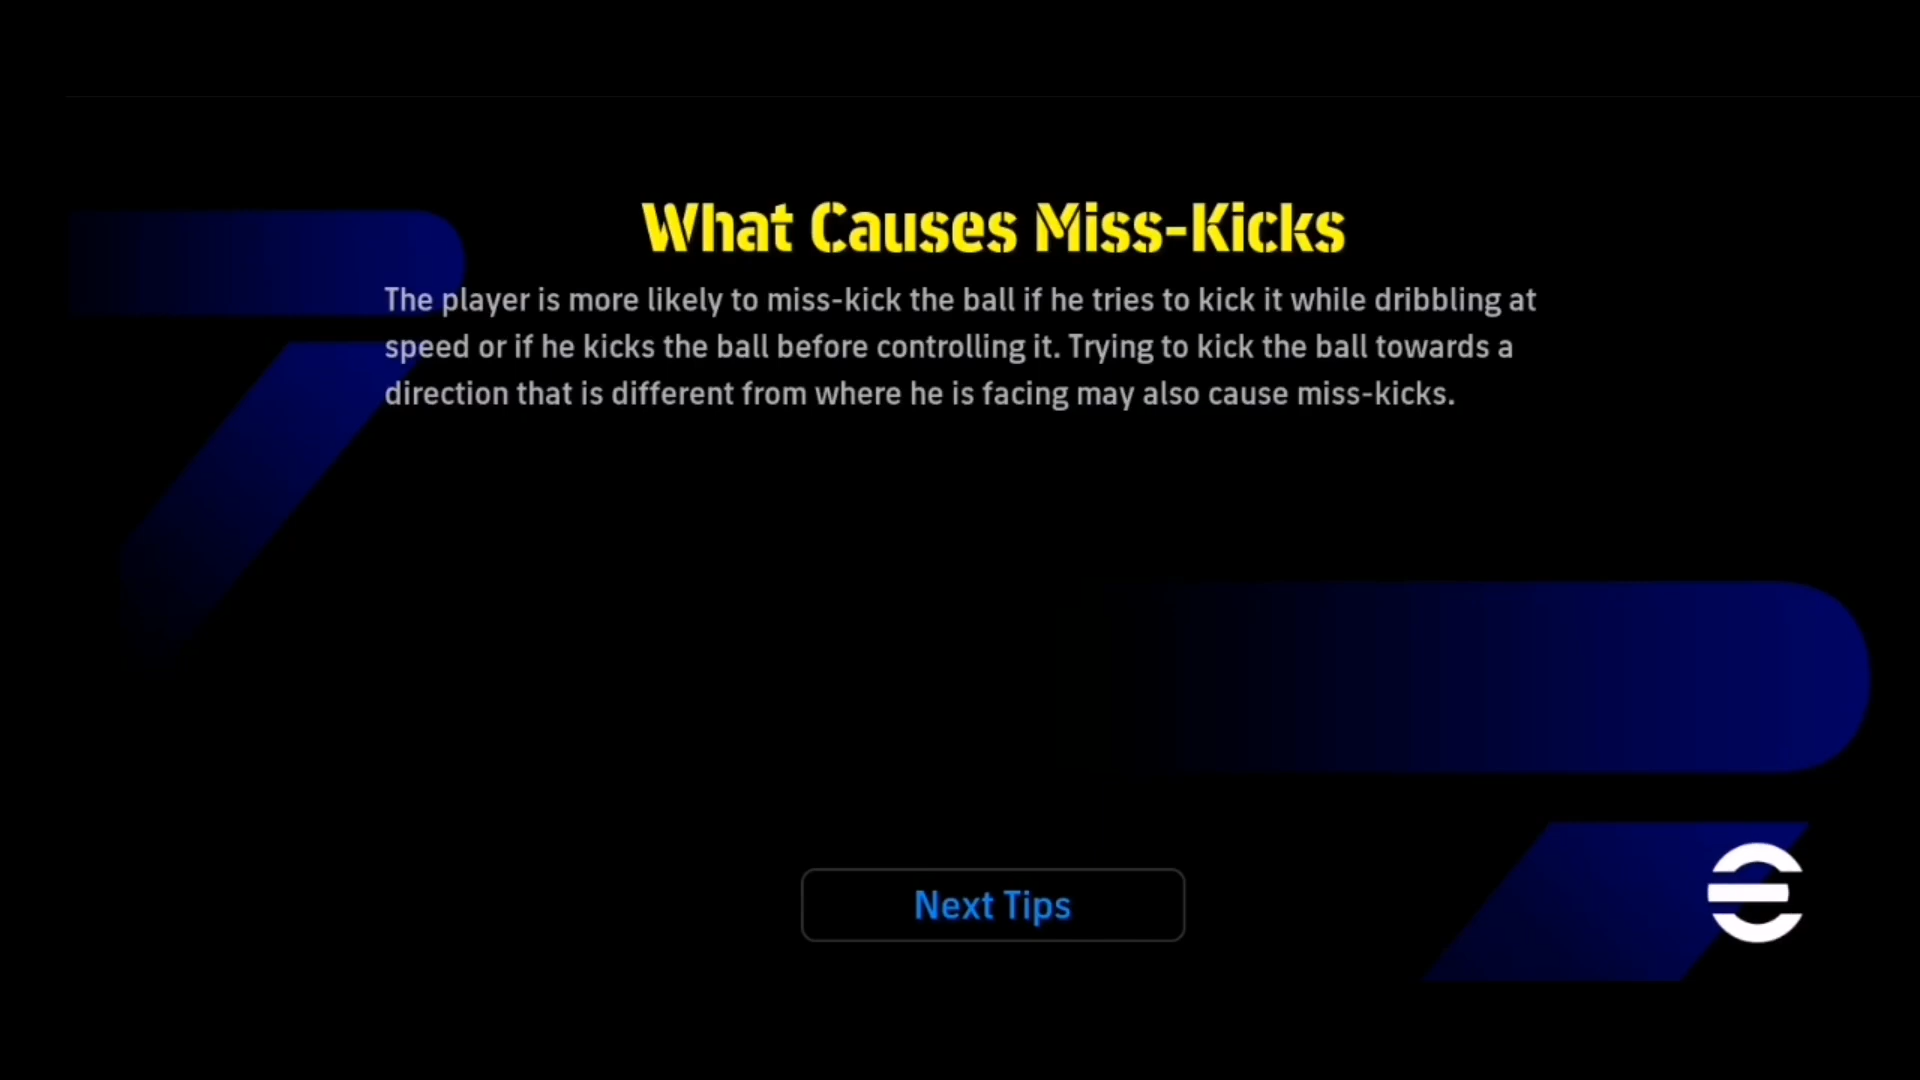 What Causes Miss-Kicks
The player is more likely to miss-kick the ball if he tries to kick it while dribbling at
speed or if he kicks the ball before controlling it. Trying to kick the ball towards a
direction that is different from where he is facing may also cause miss-kicks.
Next Tips